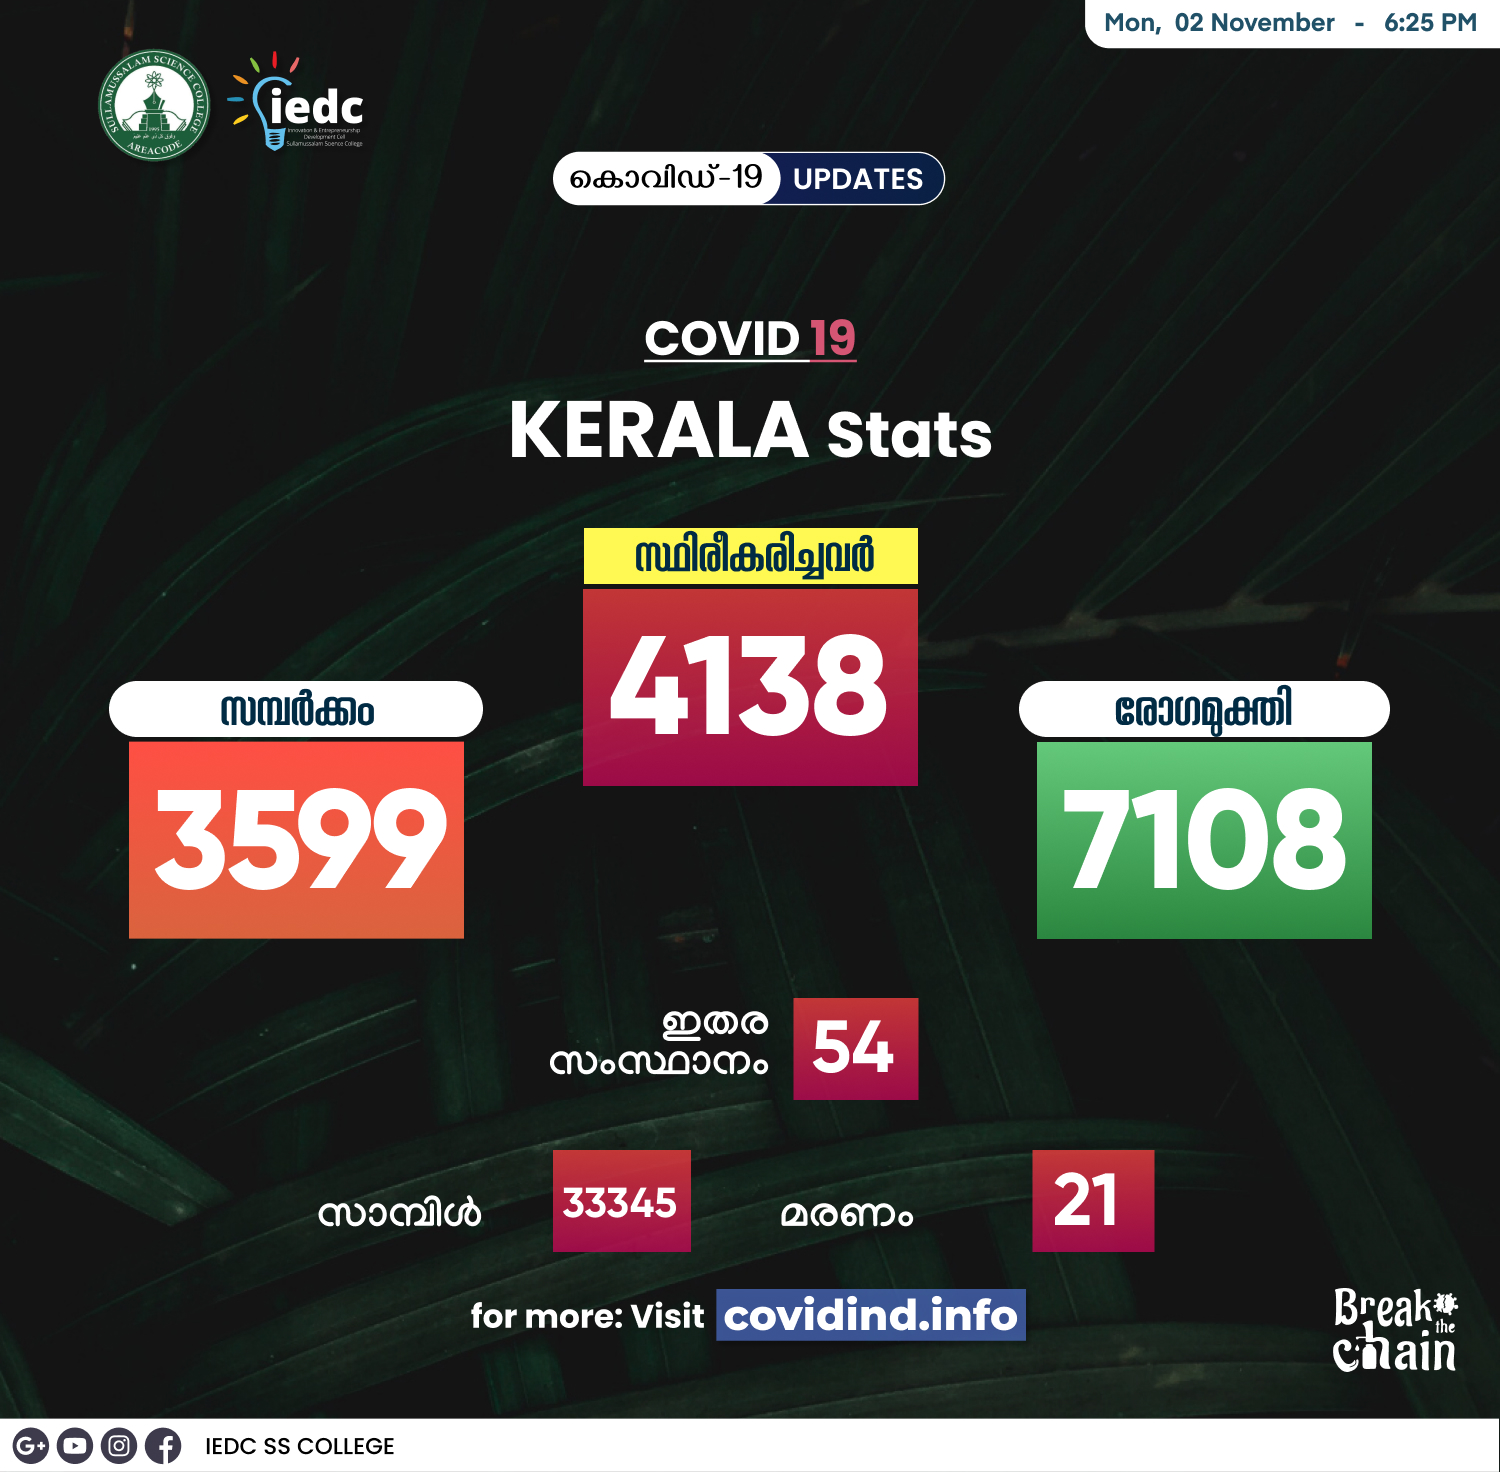 Mon, 02 November - 6:25 PM
SULLAMUSSALAM SCIENCE COLLEGE
1995
AREACODE
iedc
Innovation & Entrepreneurship
Development Cell
Sullamussalam Science College
കൊവിഡ്-19 UPDATES
COVID 19
KERALA Stats
സ്ഥിരീകരിച്ചവർ
4138
സമ്പർക്കം
3599
രോഗമുക്തി
7108
ഇതര
സംസ്ഥാനം
54
സാമ്പിൾ 33345
മരണം 21
for more: Visit covidind.info
Break
the
chain
IEDC SS COLLEGE